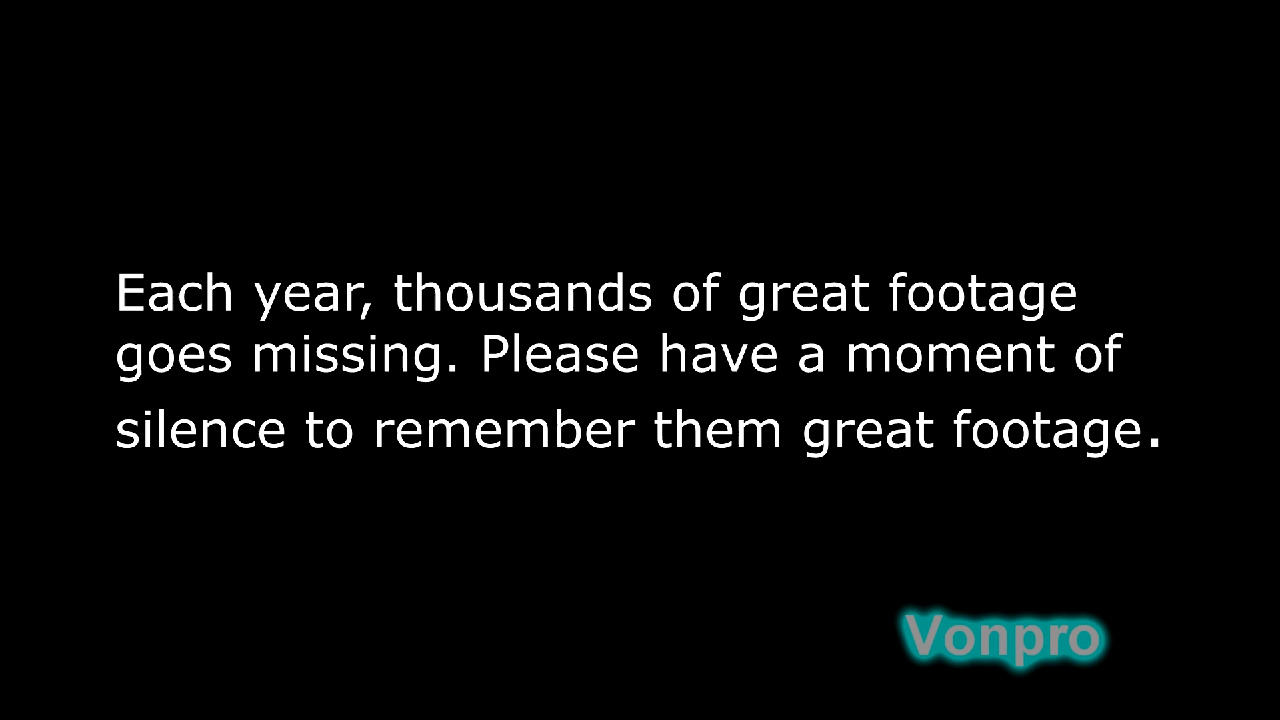 Each year, thousands of great footage
goes missing. Please have a moment of
silence to remember them great footage.
Vonpro